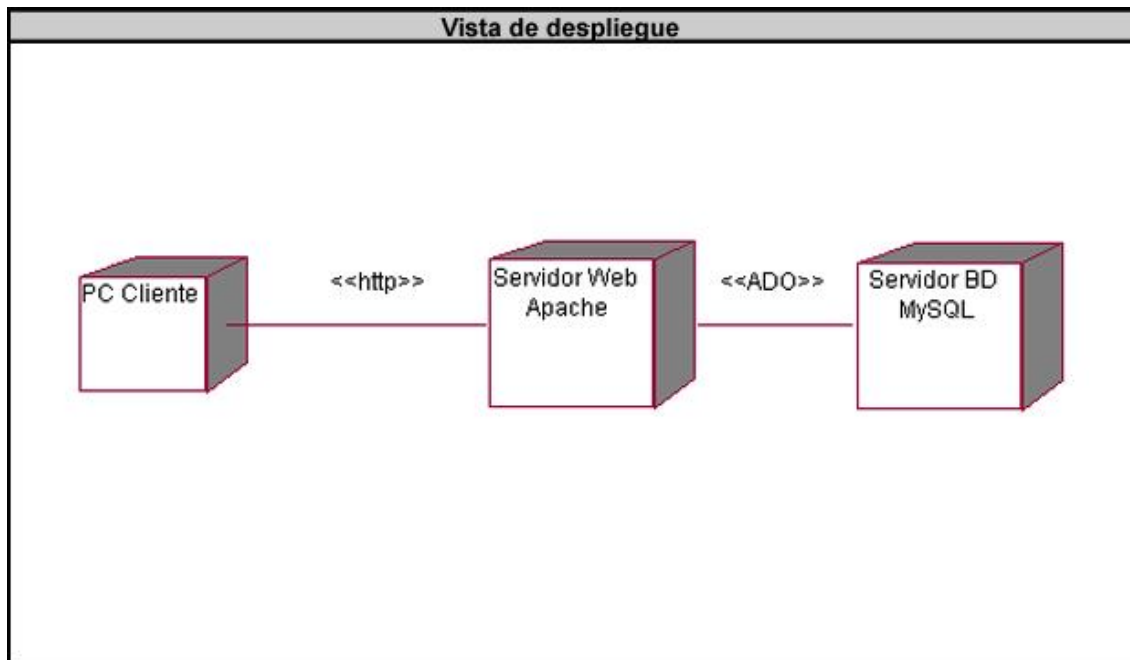 Vista de despliegue
PC Cliente
<<http>>
Servidor Web
Apache
<<ADO>>
Servidor BD
MySQL